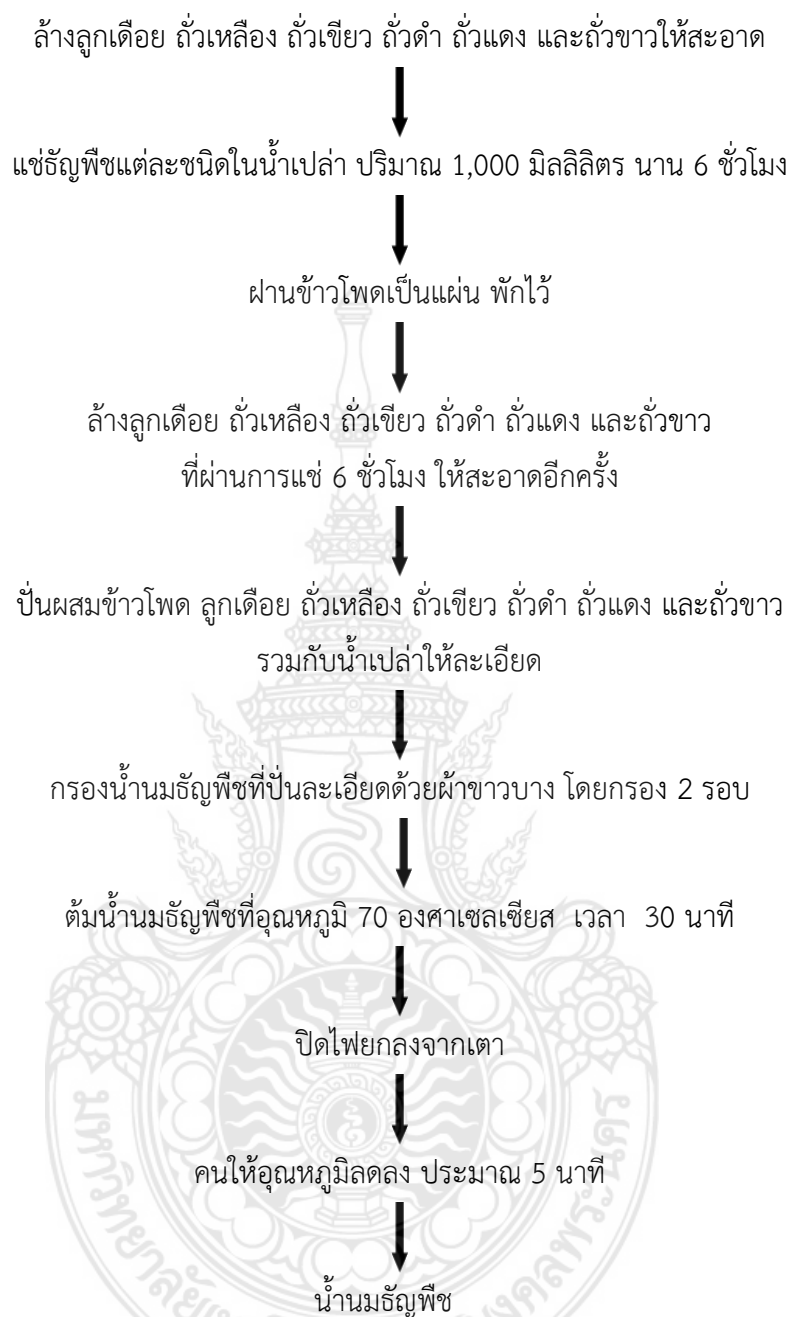 ล้างลูกเดือย ถั่วเหลือง ถั่วเขียว ถั่วดำ ถั่วแดง และถั่วขาวให้สะอาด
แช่ธัญพืชแต่ละชนิดในน้ำเปล่า ปริมาณ 1,000 มิลลิลิตร นาน 6 ชั่วโมง
ฝานข้าวโพดเป็นแผ่น พักไว้
ล้างลูกเดือย ถั่วเหลือง ถั่วเขียว ถั่วดำ ถั่วแดง และถั่วขาว
ที่ผ่านการแช่ 6 ชั่วโมง ให้สะอาดอีกครั้ง
ปั่นผสมข้าวโพด ลูกเดือย ถั่วเหลือง ถั่วเขียว ถั่วดำ ถั่วแดง และถั่วขาว
รวมกับน้ำเปล่าให้ละเอียด
กรองน้ำนมธัญพืชที่ปั่นละเอียดด้วยผ้าขาวบาง โดยกรอง 2 รอบ
ต้มน้ำนมธัญพืชที่อุณหภูมิ 70 องศาเซลเซียส เวลา 30 นาที
ปิดไฟยกลงจากเตา
คนให้อุณหภูมิลดลง ประมาณ 5 นาที
น้ำนมธัญพืช